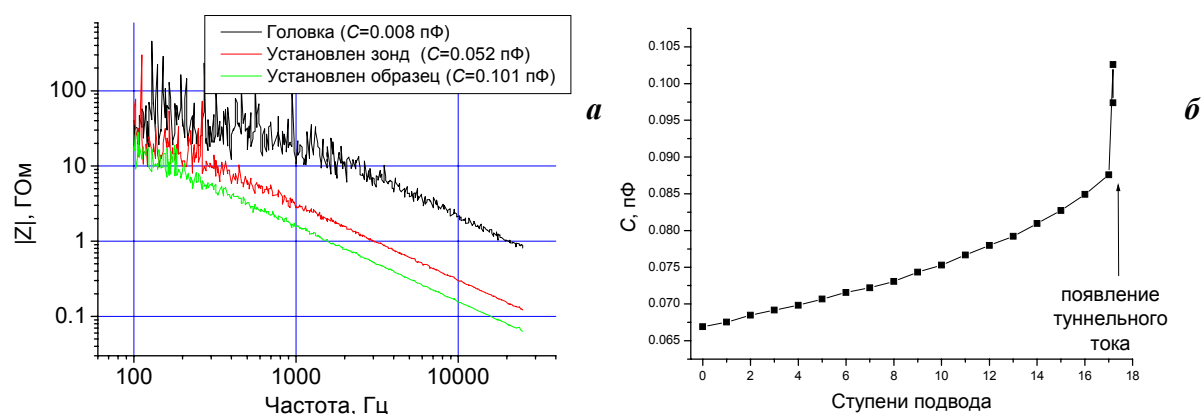 Головка (C=0.008 пФ)
Установлен зонд (C=0.052 пФ)
Установлен образец (C=0.101 пФ)
100
10
1
0.1
|Z|, ГОм
100
1000
10000
Частота, Гц
а
0.105
0.100
0.095
0.090
0.085
0.080
0.075
0.070
0.065
C, пФ
появление
туннельного
тока
0
2
4
6
8
10
12
14
16
18
Ступени подвода
б